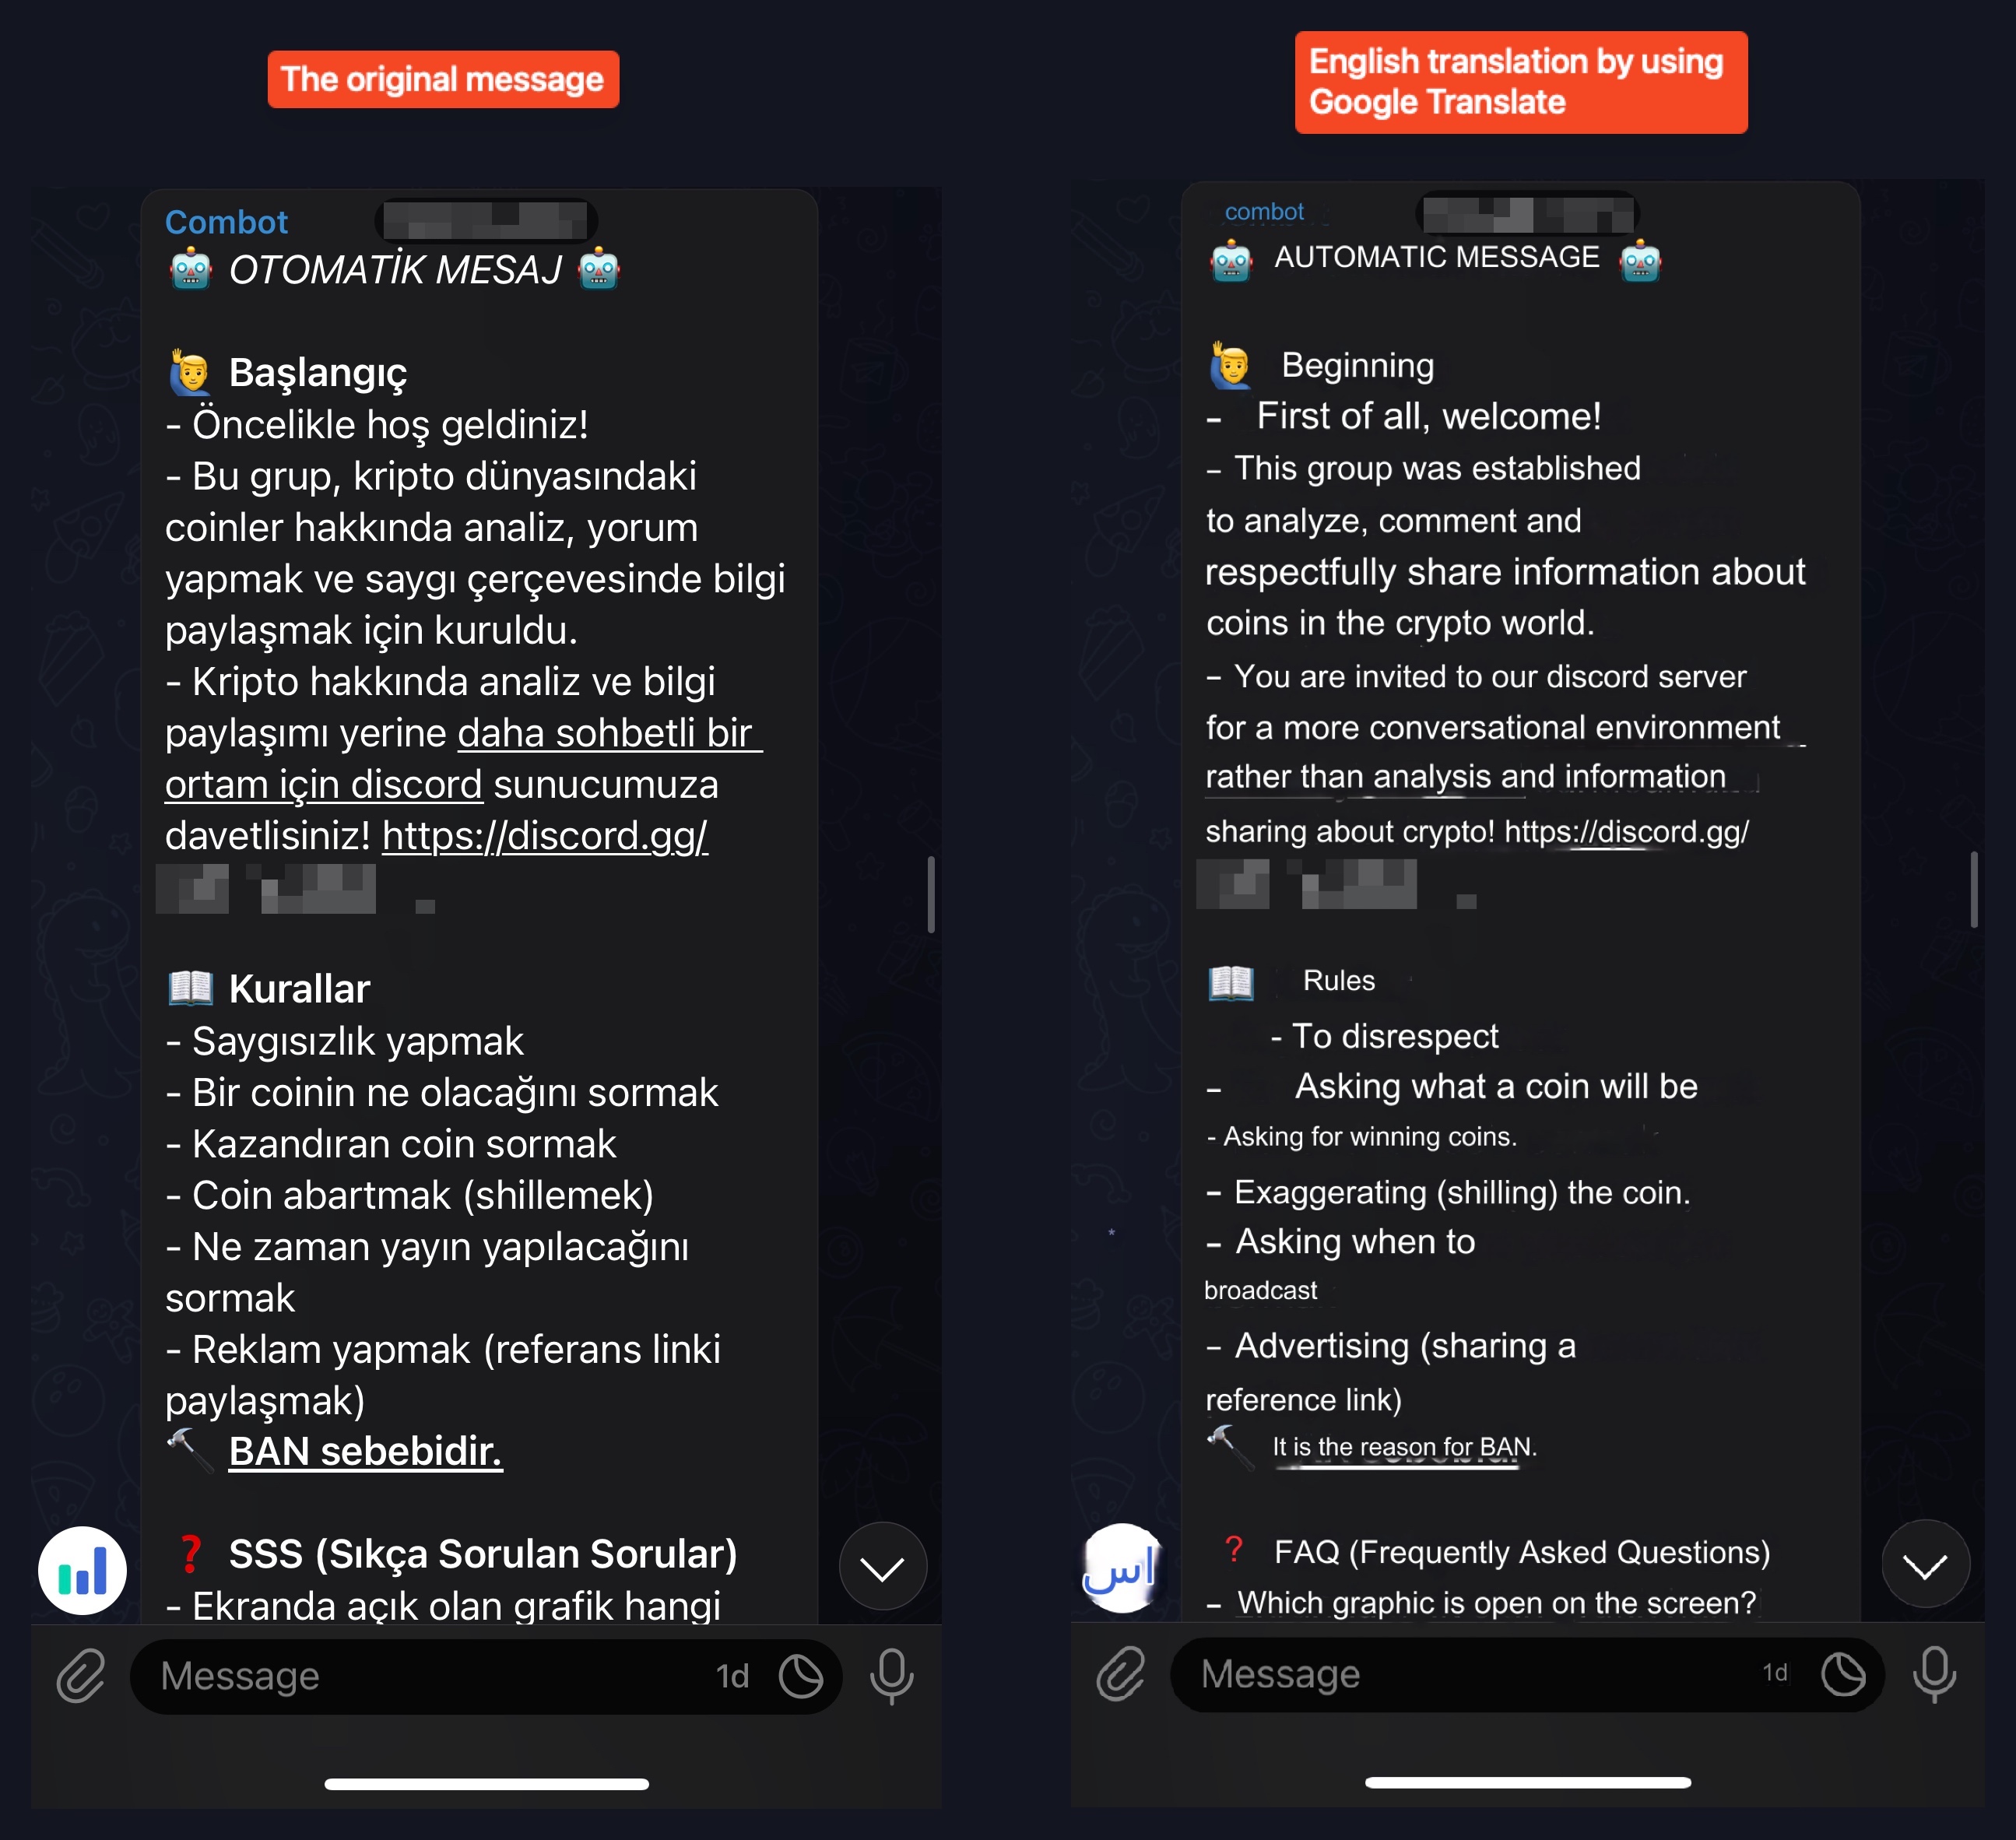 The original message
Combot
🤖 OTOMATİK MESAJ 🤖
🙋‍♂️ Başlangıç
- Öncelikle hoş geldiniz!
- Bu grup, kripto dünyasındaki
coinler hakkında analiz, yorum
yapmak ve saygı çerçevesinde bilgi
paylaşmak için kuruldu.
- Kripto hakkında analiz ve bilgi
paylaşımı yerine daha sohbetli bir
ortam için discord sunucumuza
davetlisiniz! https://discord.gg/
📖 Kurallar
- Saygısızlık yapmak
- Bir coinin ne olacağını sormak
- Kazandıran coin sormak
- Coin abartmak (shillemek)
- Ne zaman yayın yapılacağını
sormak
- Reklam yapmak (referans linki
paylaşmak)
🔨 BAN sebebidir.
❓ SSS (Sıkça Sorulan Sorular)
- Ekranda açık olan grafik hangi
Message 1d
English translation by using
Google Translate
combot
🤖 AUTOMATIC MESSAGE 🤖
🙋‍♂️ Beginning
- First of all, welcome!
- This group was established
to analyze, comment and
respectfully share information about
coins in the crypto world.
- You are invited to our discord server
for a more conversational environment
rather than analysis and information
sharing about crypto! https://discord.gg/
📖 Rules
- To disrespect
- Asking what a coin will be
- Asking for winning coins.
- Exaggerating (shilling) the coin.
- Asking when to
broadcast
- Advertising (sharing a
reference link)
🔨 It is the reason for BAN.
❓ FAQ (Frequently Asked Questions)
- Which graphic is open on the screen?
اس
Message 1d